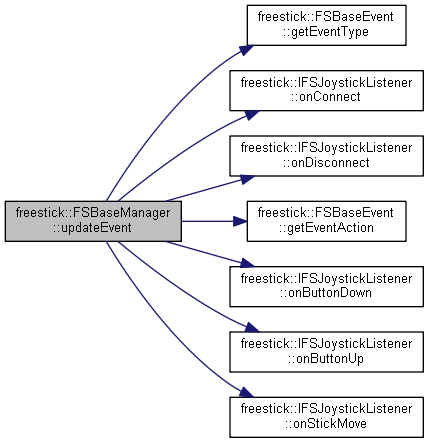 freestick::FSBaseEvent
::getEventType
freestick::IFSJoystickListener
::onConnect
freestick::IFSJoystickListener
::onDisconnect
freestick::FSBaseManager
::updateEvent
freestick::FSBaseEvent
::getEventAction
freestick::IFSJoystickListener
::onButtonDown
freestick::IFSJoystickListener
::onButtonUp
freestick::IFSJoystickListener
::onStickMove